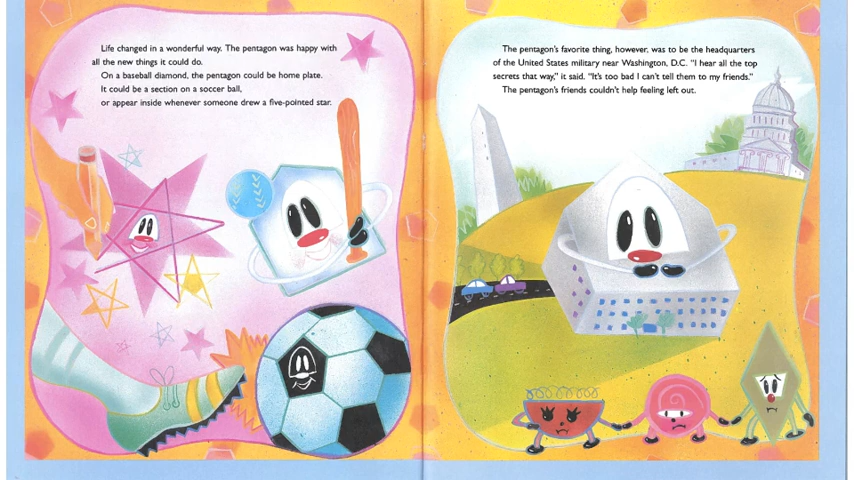 Life changed in a wonderful way. The pentagon was happy with
all the new things it could do.
On a baseball diamond, the pentagon could be home plate.
It could be a section on a soccer ball,
or appear inside whenever someone drew a five-pointed star.
The pentagon's favorite thing, however, was to be the headquarters
of the United States military near Washington, D.C. "I hear all the top
secrets that way," it said. "It's too bad I can't tell them to my friends."
The pentagon's friends couldn't help feeling left out.